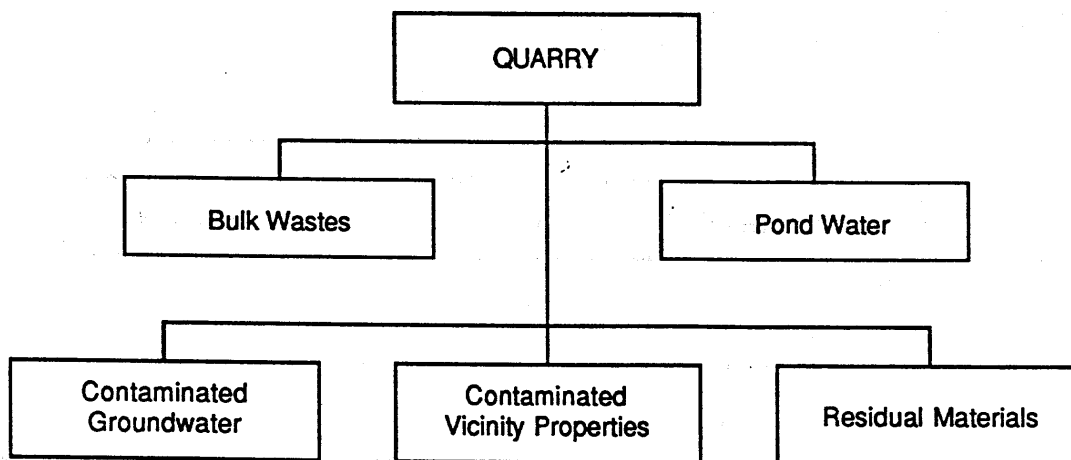 QUARRY
Bulk Wastes
Pond Water
Contaminated
Groundwater
Contaminated
Vicinity Properties
Residual Materials